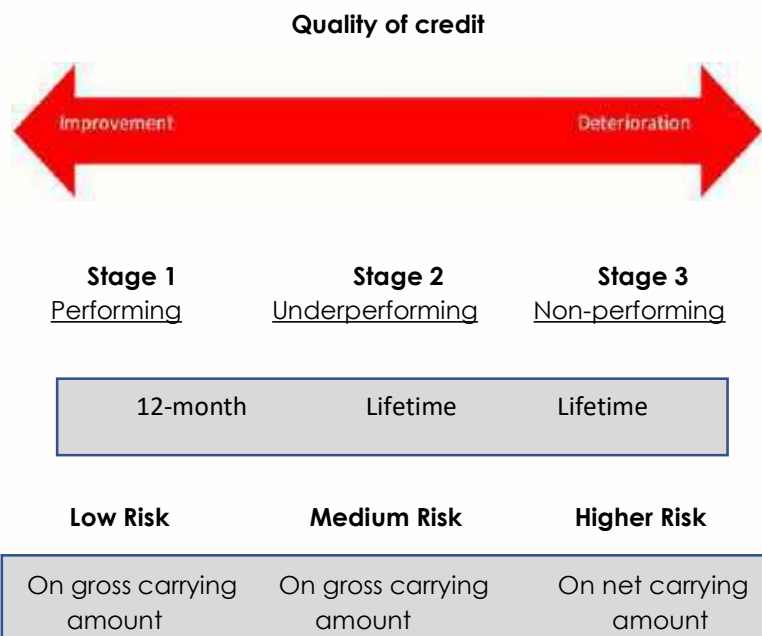 Quality of credit
Improvement Deterioration
Stage 1 Stage 2 Stage 3
Performing Underperforming Non-performing
12-month Lifetime Lifetime
Low Risk Medium Risk Higher Risk
On gross carrying On gross carrying On net carrying
amount amount amount